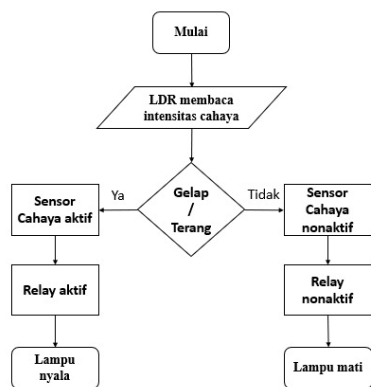 Mulai
LDR membaca
intensitas cahaya
Gelap
/
Terang
Ya
Tidak
Sensor
Cahaya aktif
Sensor
Cahaya
nonaktif
Relay aktif
Relay
nonaktif
Lampu
nyala
Lampu mati